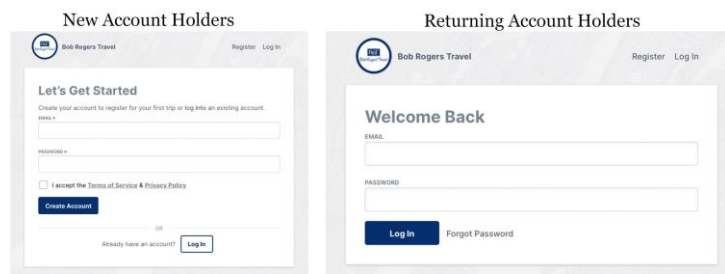 New Account Holders
Bob Rogers Travel
Register Log In
Let's Get Started
Create your account to register for your first trip or log into an existing account.
EMAIL *
PASSWORD *
I accept the Terms of Service & Privacy Policy
Create Account
OR
Already have an account? Log In
Returning Account Holders
Bob Rogers Travel
Register Log In
Welcome Back
EMAIL
PASSWORD
Log In Forgot Password